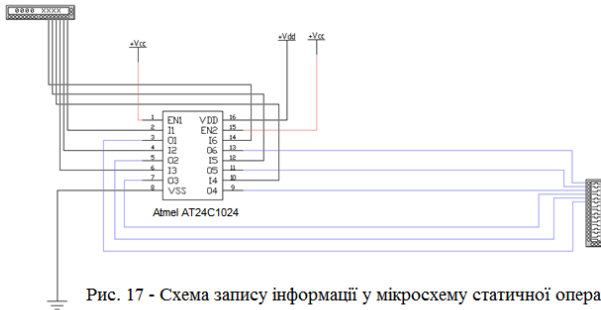 0000 XXXX
+Vcc
+Vdd
+Vcc
1 EN1 VDD 16
2 I1 EN2 15
3 O1 I6 14
4 I2 O6 13
5 O2 I5 12
6 I3 O5 11
7 O3 I4 10
8 VSS O4 9
Atmel AT24C1024
Рис. 17 - Схема запису інформації у мікросхему статичної опера